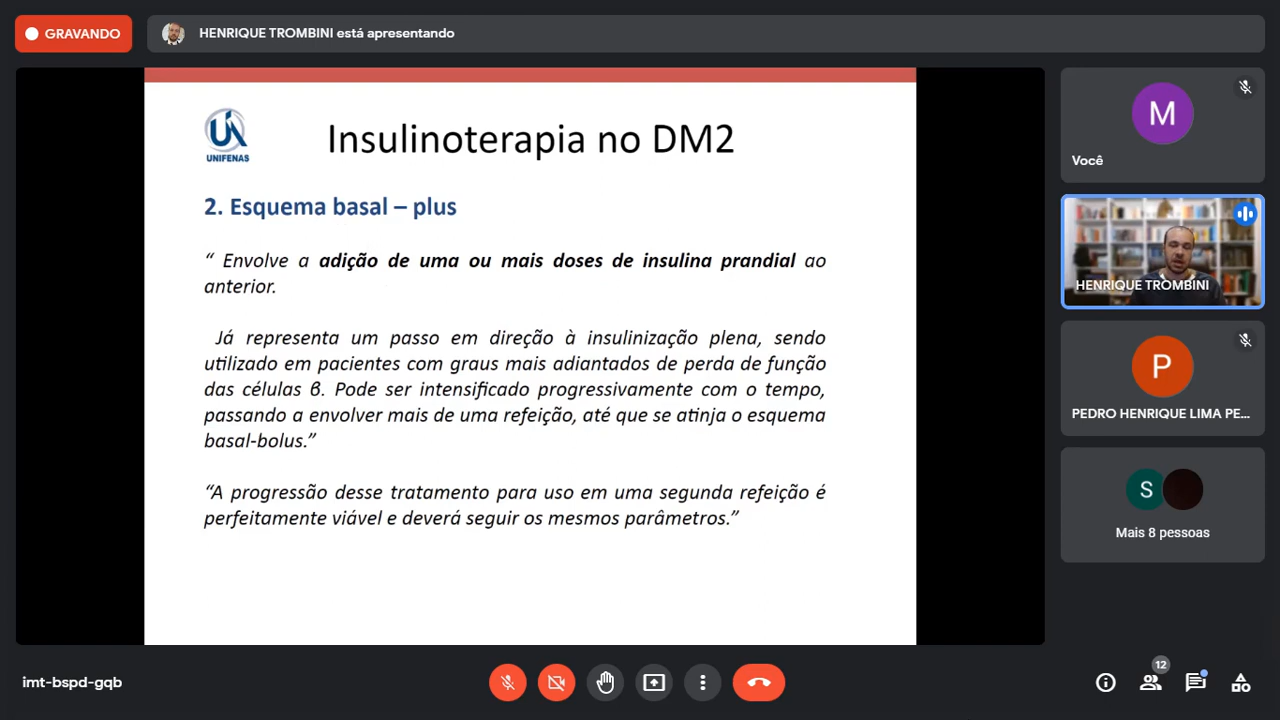 GRAVANDO
HENRIQUE TROMBINI está apresentando
UNIFENAS
Insulinoterapia no DM2
2. Esquema basal – plus
“ Envolve a adição de uma ou mais doses de insulina prandial ao
anterior.
Já representa um passo em direção à insulinização plena, sendo
utilizado em pacientes com graus mais adiantados de perda de função
das células β. Pode ser intensificado progressivamente com o tempo,
passando a envolver mais de uma refeição, até que se atinja o esquema
basal-bolus.”
“A progressão desse tratamento para uso em uma segunda refeição é
perfeitamente viável e deverá seguir os mesmos parâmetros.”
M
Você
HENRIQUE TROMBINI
P
PEDRO HENRIQUE LIMA PE...
S
Mais 8 pessoas
imt-bspd-gqb
12